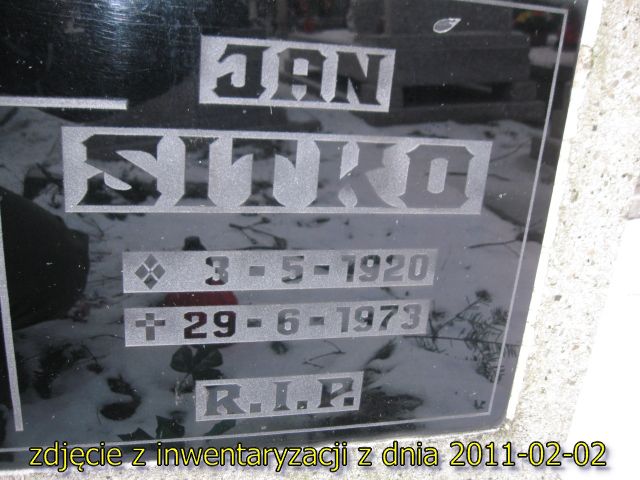 JAN
SITKO
3-5-1920
✝ 29-6-1973
R.I.P.
zdjęcie z inwentaryzacji z dnia 2011-02-02